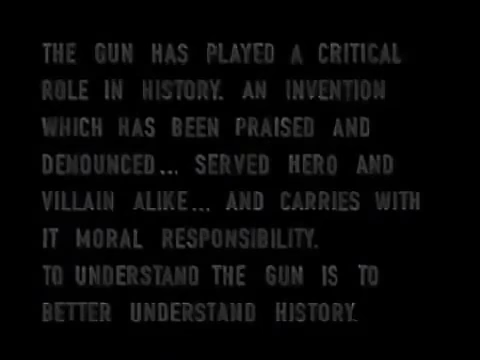 THE GUN HAS PLAYED A CRITICAL
ROLE IN HISTORY. AN INVENTION
WHICH HAS BEEN PRAISED AND
DENOUNCED... SERVED HERO AND
VILLAIN ALIKE... AND CARRIES WITH
IT MORAL RESPONSIBILITY.
TO UNDERSTAND THE GUN IS TO
BETTER UNDERSTAND HISTORY.